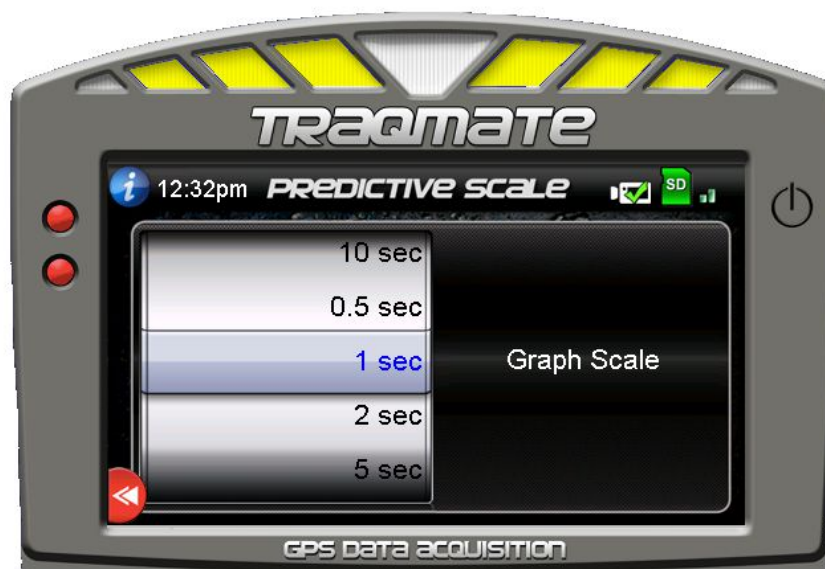 TRAQMATE
12:32pm PREDICTIVE SCALE SD
10 sec
0.5 sec
1 sec
2 sec
5 sec
Graph Scale
GPS DATA ACQUISITION